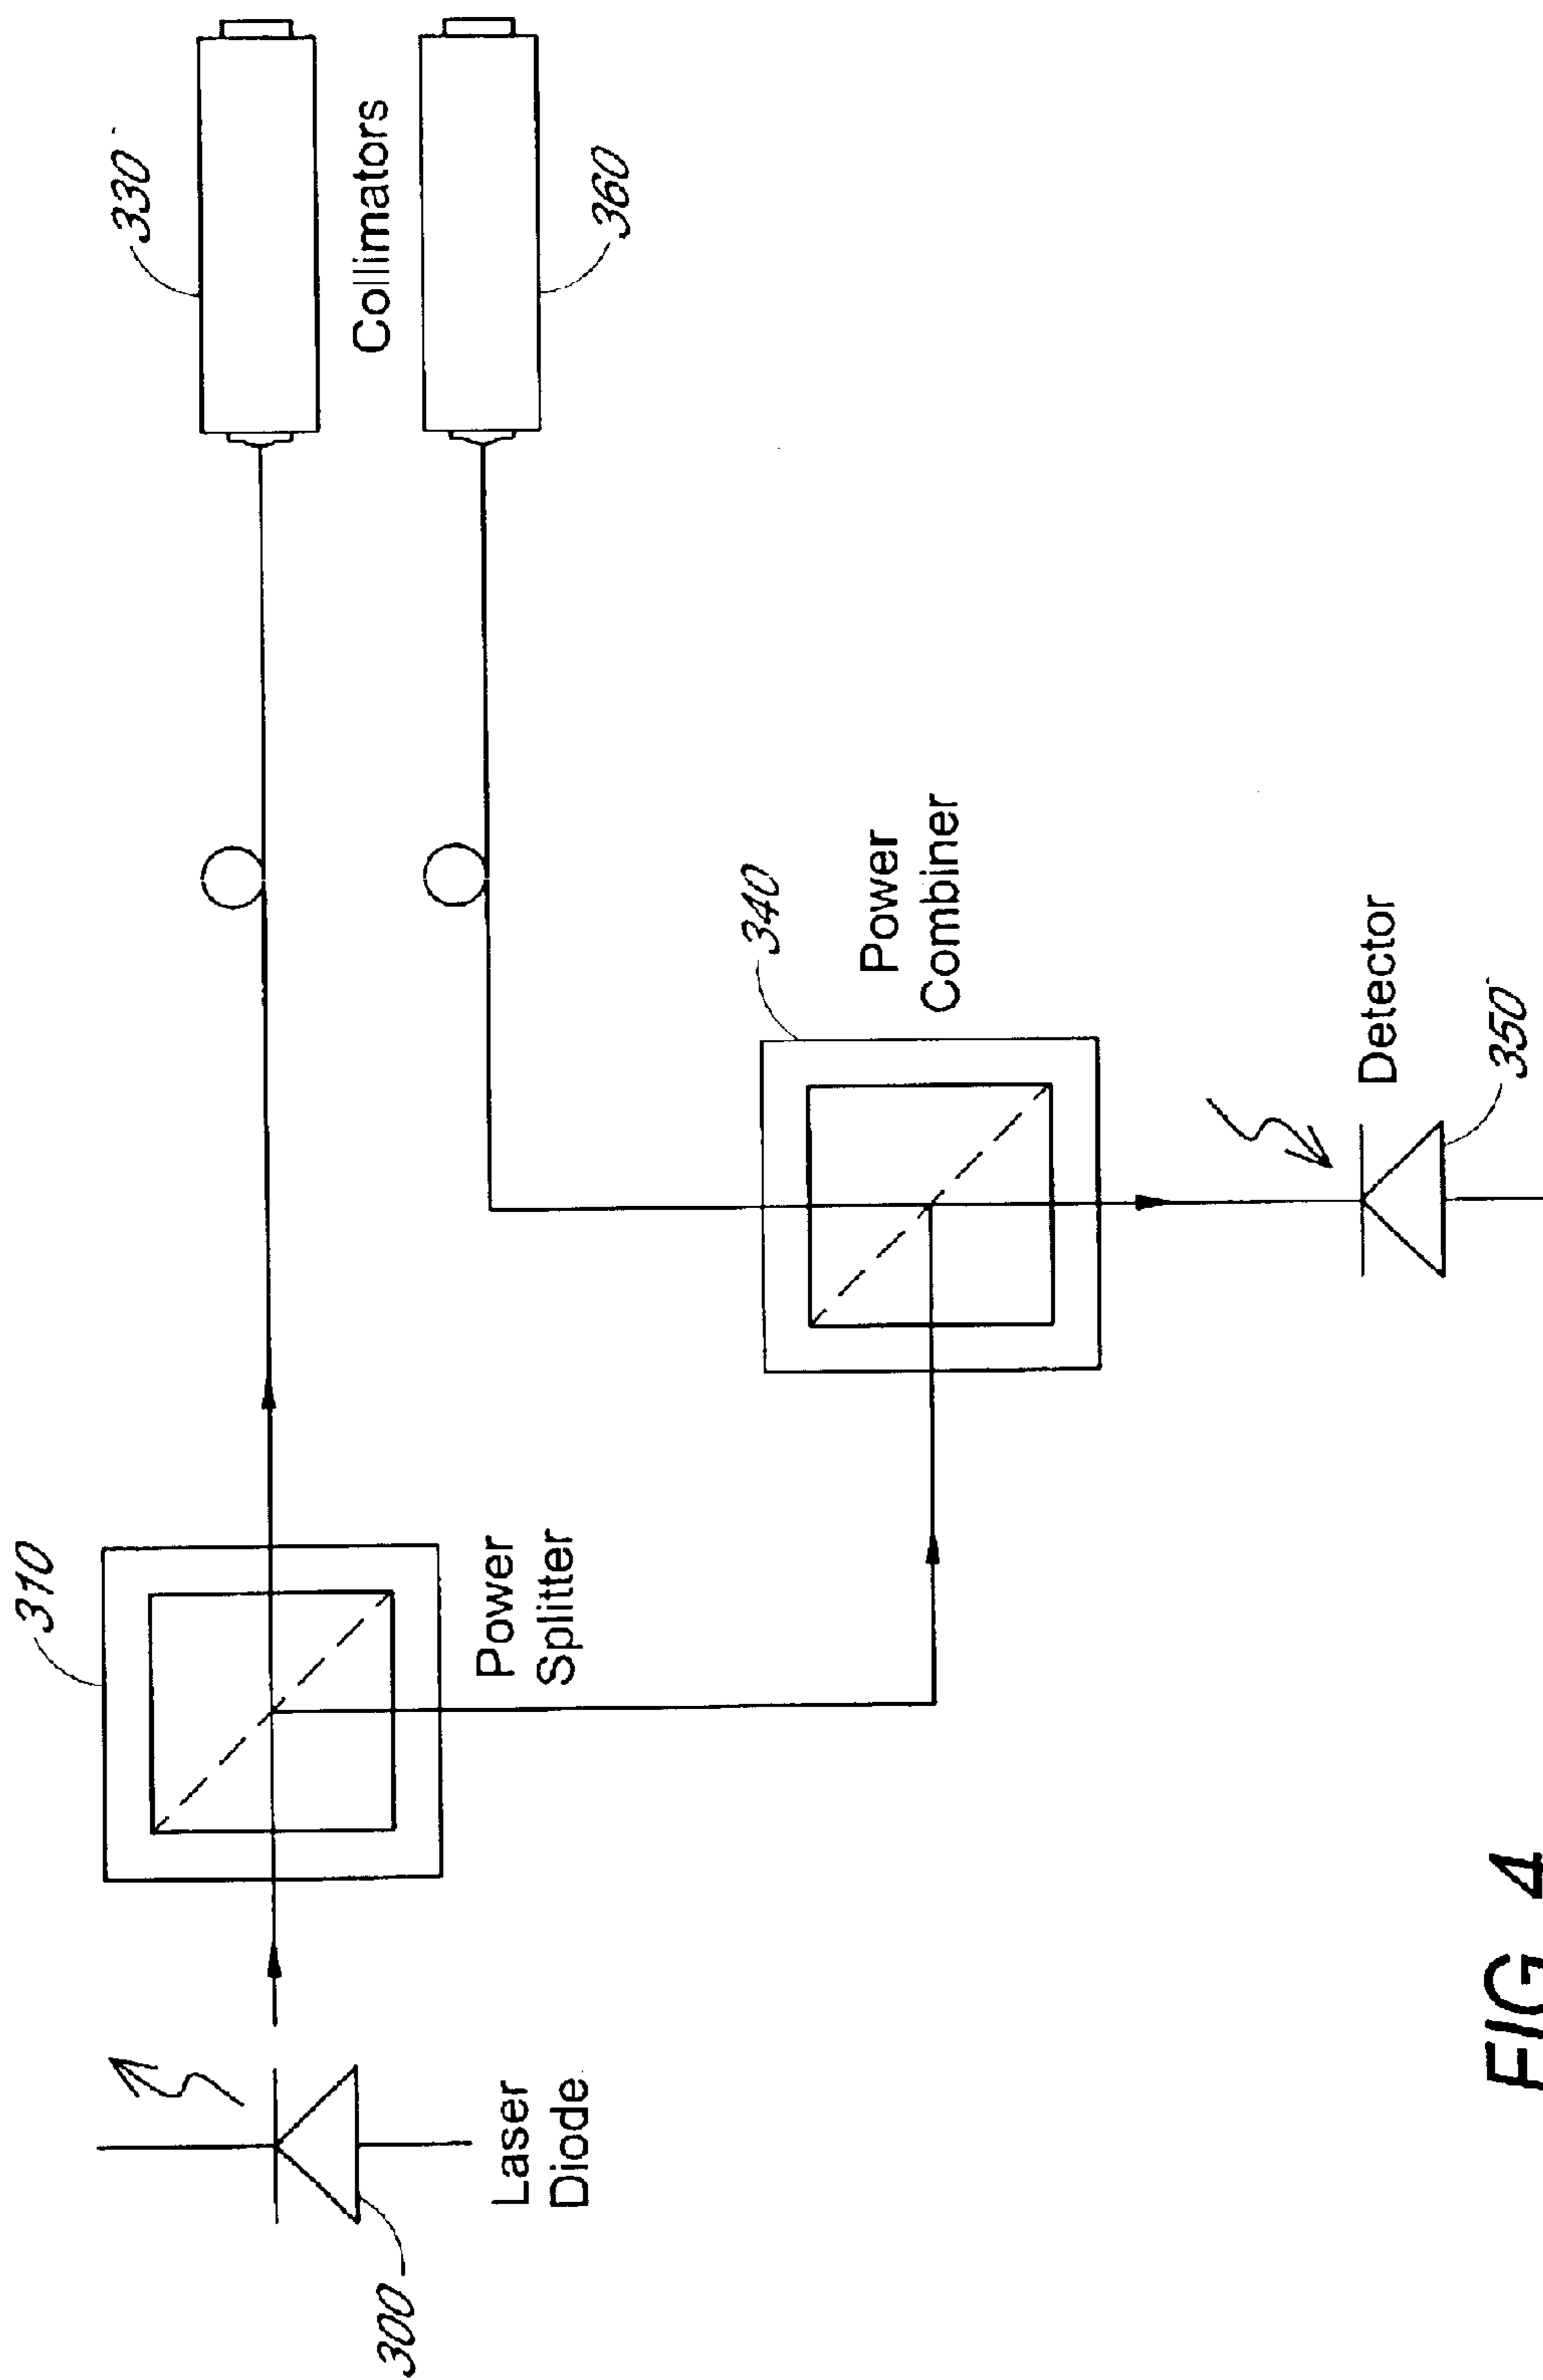 330
Collimators
360
310
Power
Splitter
340
Power
Combiner
300
Laser
Diode
Detector
350
FIG 4